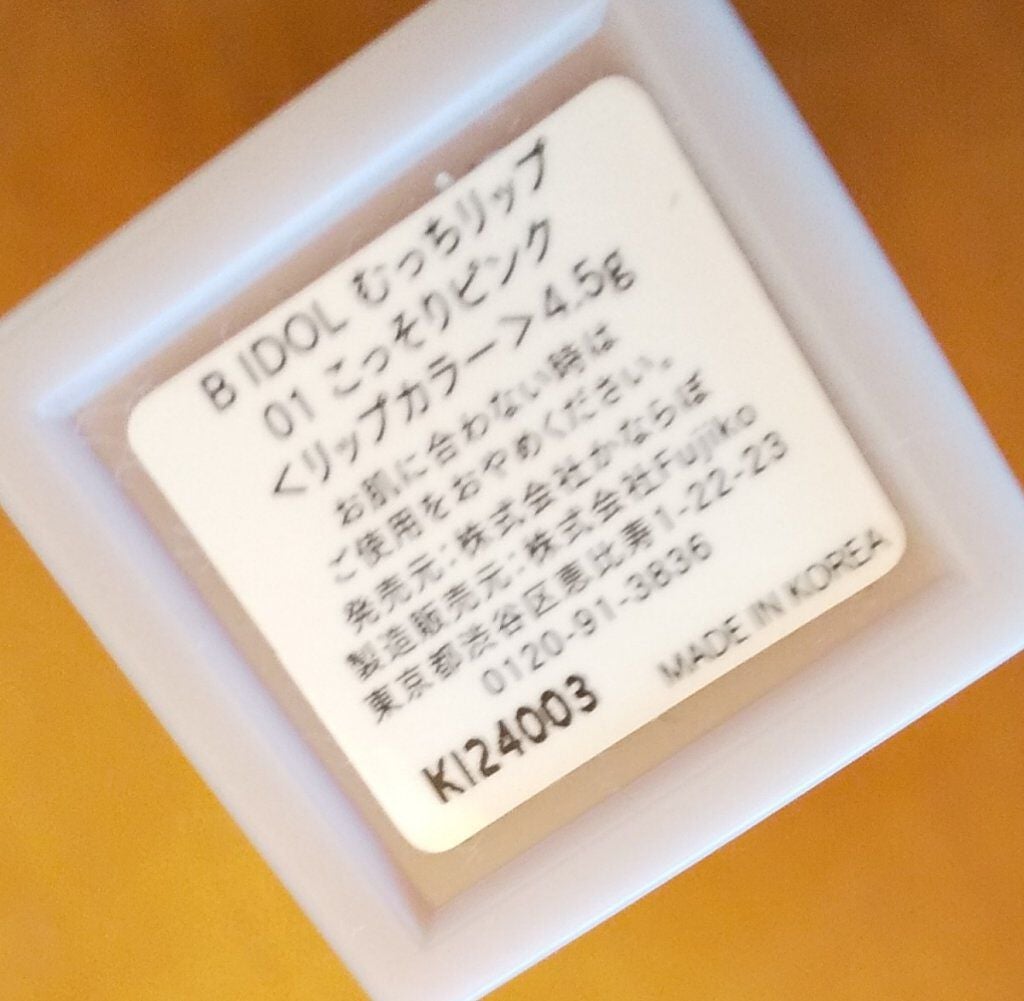 B IDOL むっちリップ
01 こっそりピンク
<リップカラー> 4.5g
お肌に合わない時は
ご使用をおやめください。
発売元:株式会社かならぼ
製造販売元:株式会社Fujiko
東京都渋谷区恵比寿1-22-23
0120-91-3836
KI24003
MADE IN KOREA